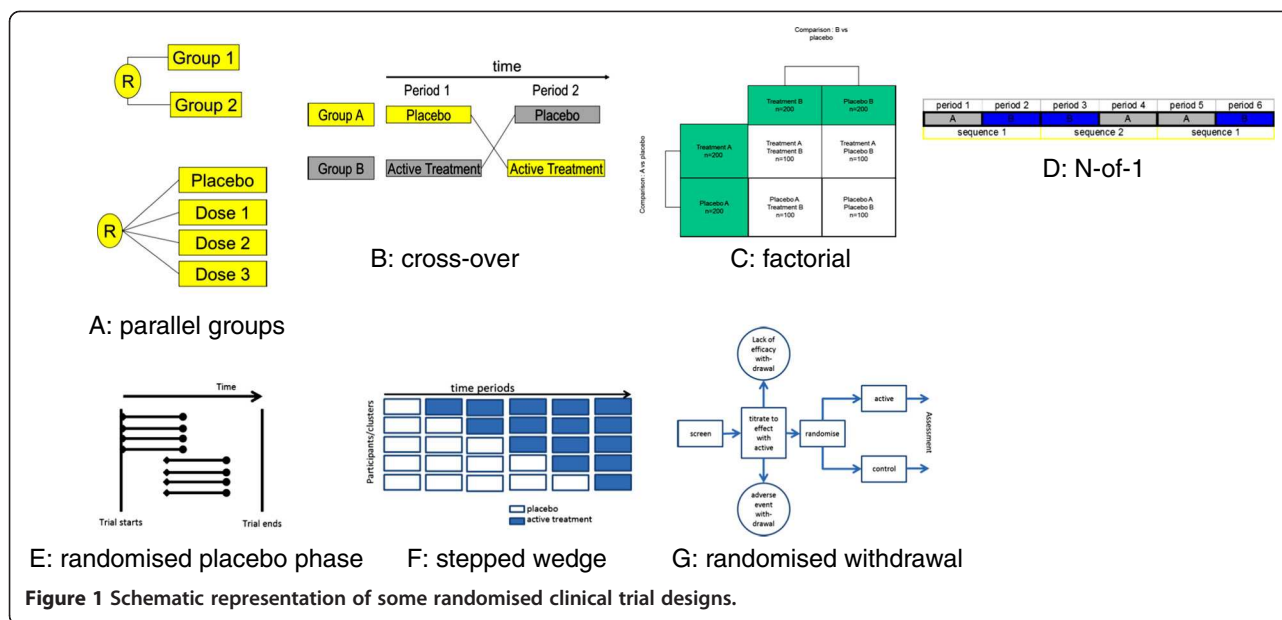 Group 1
R
Group 2
Placebo
Dose 1
R
Dose 2
Dose 3
A: parallel groups
time
Period 1 Period 2
Group A Placebo Placebo
Group B Active Treatment Active Treatment
B: cross-over
Comparison : B vs
placebo
Treatment B
n=200
Placebo B
n=200
Comparison : A vs placebo
Treatment A
n=200
Treatment A
Treatment B
n=100
Treatment A
Placebo B
n=100
Placebo A
n=200
Placebo A
Treatment B
n=100
Placebo A
Placebo B
n=100
C: factorial
period 1 period 2 period 3 period 4 period 5 period 6
A B B A A B
sequence 1 sequence 2 sequence 1
D: N-of-1
Time
Trial starts Trial ends
E: randomised placebo phase
time periods
Participants/clusters
placebo
active treatment
F: stepped wedge
Lack of
efficacy
with-
drawal
screen
titrate to
effect
with
active
randomise
active
control
Assessment
adverse
event
with-
drawal
G: randomised withdrawal
Figure 1 Schematic representation of some randomised clinical trial designs.